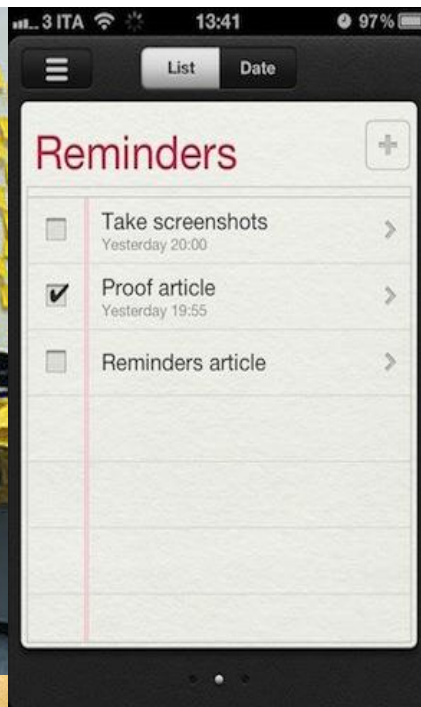 3 ITA 13:41 97%
List Date
Reminders
Take screenshots
Yesterday 20:00
Proof article
Yesterday 19:55
Reminders article